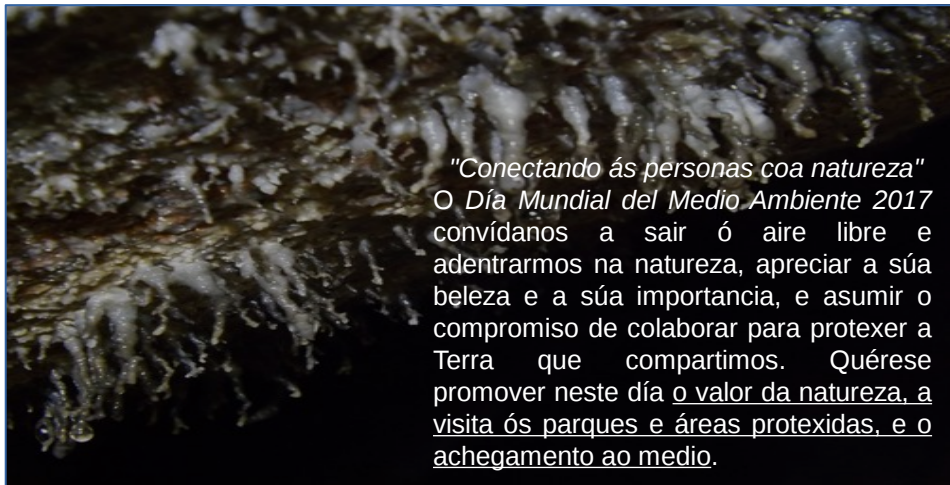 "Conectando ás personas coa natureza"
O Día Mundial del Medio Ambiente 2017
convídanos a sair ó aire libre e
adentrarmos na natureza, apreciar a súa
beleza e a súa importancia, e asumir o
compromiso de colaborar para protexer a
Terra que compartimos. Quérese
promover neste día o valor da natureza, a
visita ós parques e áreas protexidas, e o
achegamento ao medio.